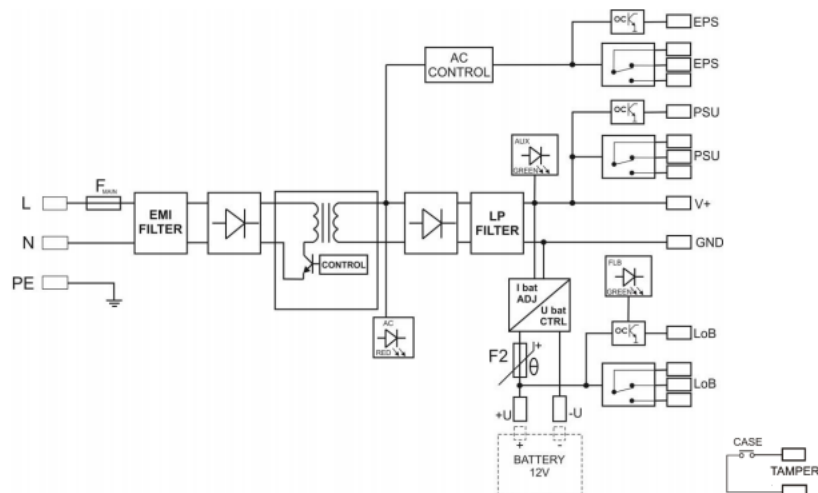 OC EPS
AC
CONTROL
EPS
OC PSU
AUX
GREEN
PSU
L
F MAIN
EMI
FILTER
LP
FILTER
V+
N
GND
CONTROL
PE
I bat
ADJ
U bat
CTRL
FLB
GREEN
AC
RED
OC LoB
F2
I+
θ
LoB
+U
-U
+
-
BATTERY
12V
CASE
TAMPER